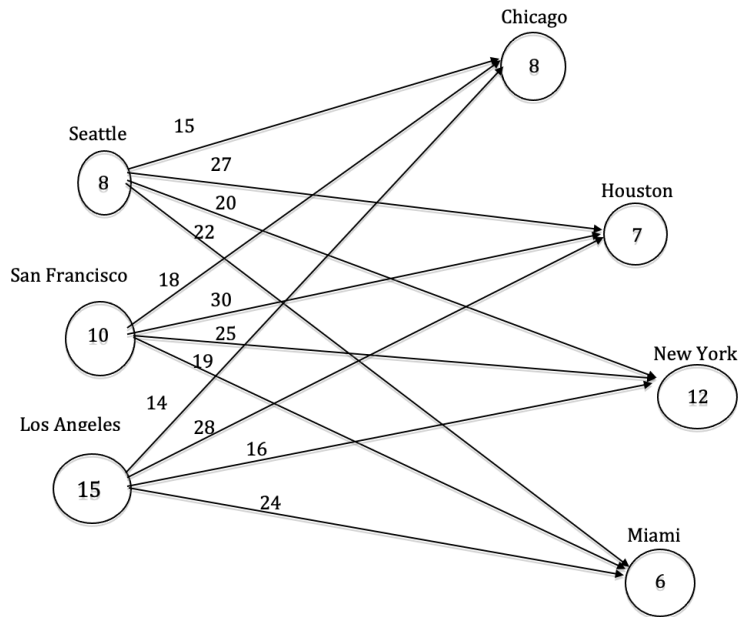 Chicago
8
Seattle
15
8
27
Houston
20
7
22
San Francisco
18
30
10
25
New York
19
12
14
Los Angeles
28
16
15
24
Miami
6